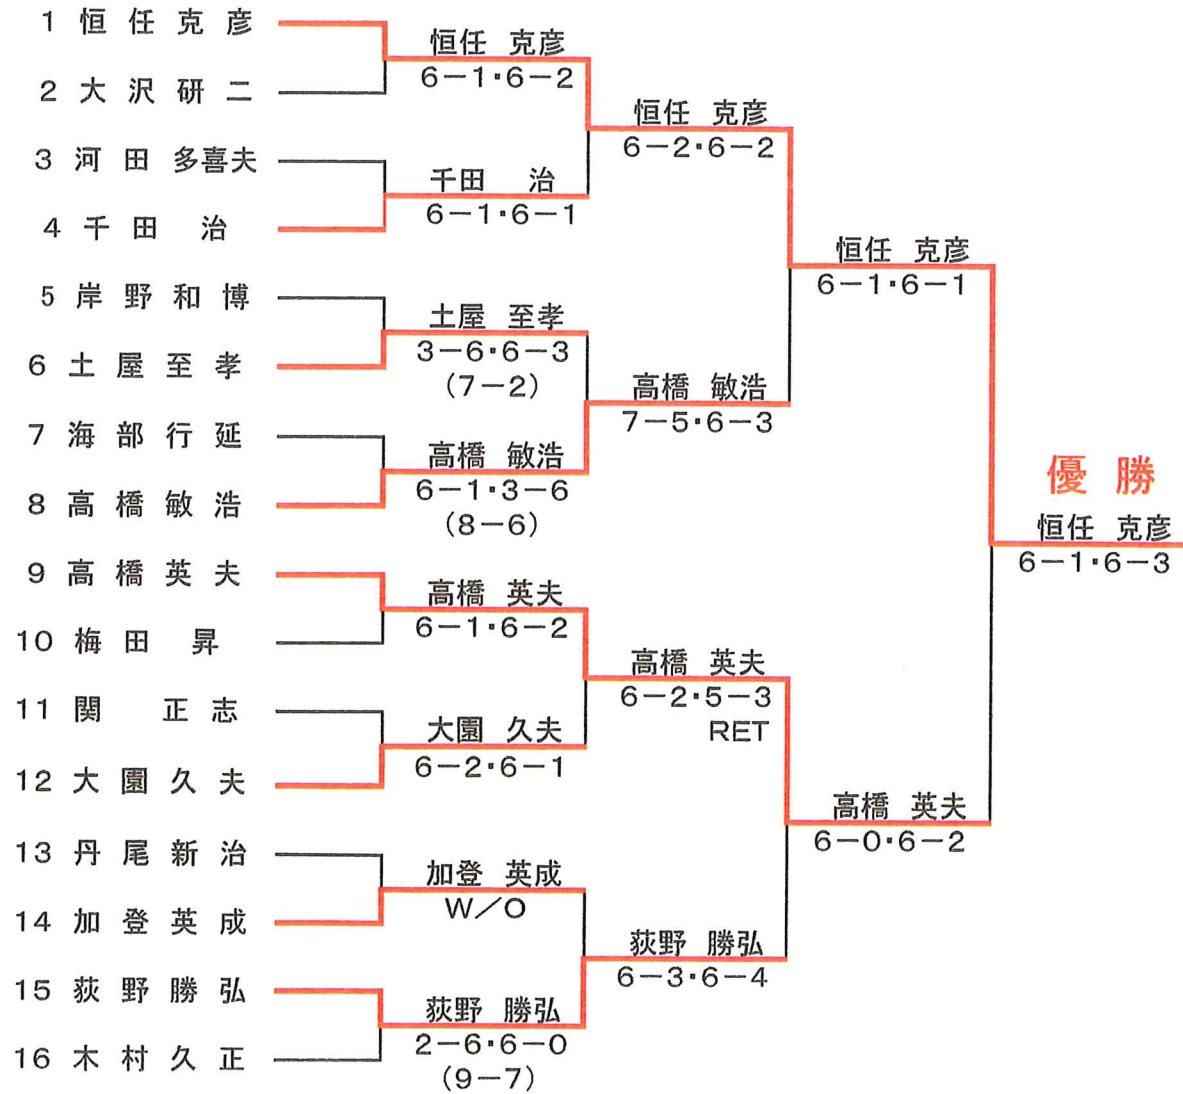 1 恒任克彦
2 大沢研二
3 河田多喜夫
4 千田 治
5 岸野和博
6 土屋至孝
7 海部行延
8 高橋敏浩
9 高橋英夫
10 梅田 昇
11 関 正志
12 大園久夫
13 丹尾新治
14 加登英成
15 荻野勝弘
16 木村久正
恒任 克彦
6-1・6-2
千田 治
6-1・6-1
土屋 至孝
3-6・6-3
(7-2)
高橋 敏浩
6-1・3-6
(8-6)
高橋 英夫
6-1・6-2
大園 久夫
6-2・6-1
加登 英成
W/O
荻野 勝弘
2-6・6-0
(9-7)
恒任 克彦
6-2・6-2
高橋 敏浩
7-5・6-3
高橋 英夫
6-2・5-3
RET
荻野 勝弘
6-3・6-4
恒任 克彦
6-1・6-1
高橋 英夫
6-0・6-2
優勝
恒任 克彦
6-1・6-3